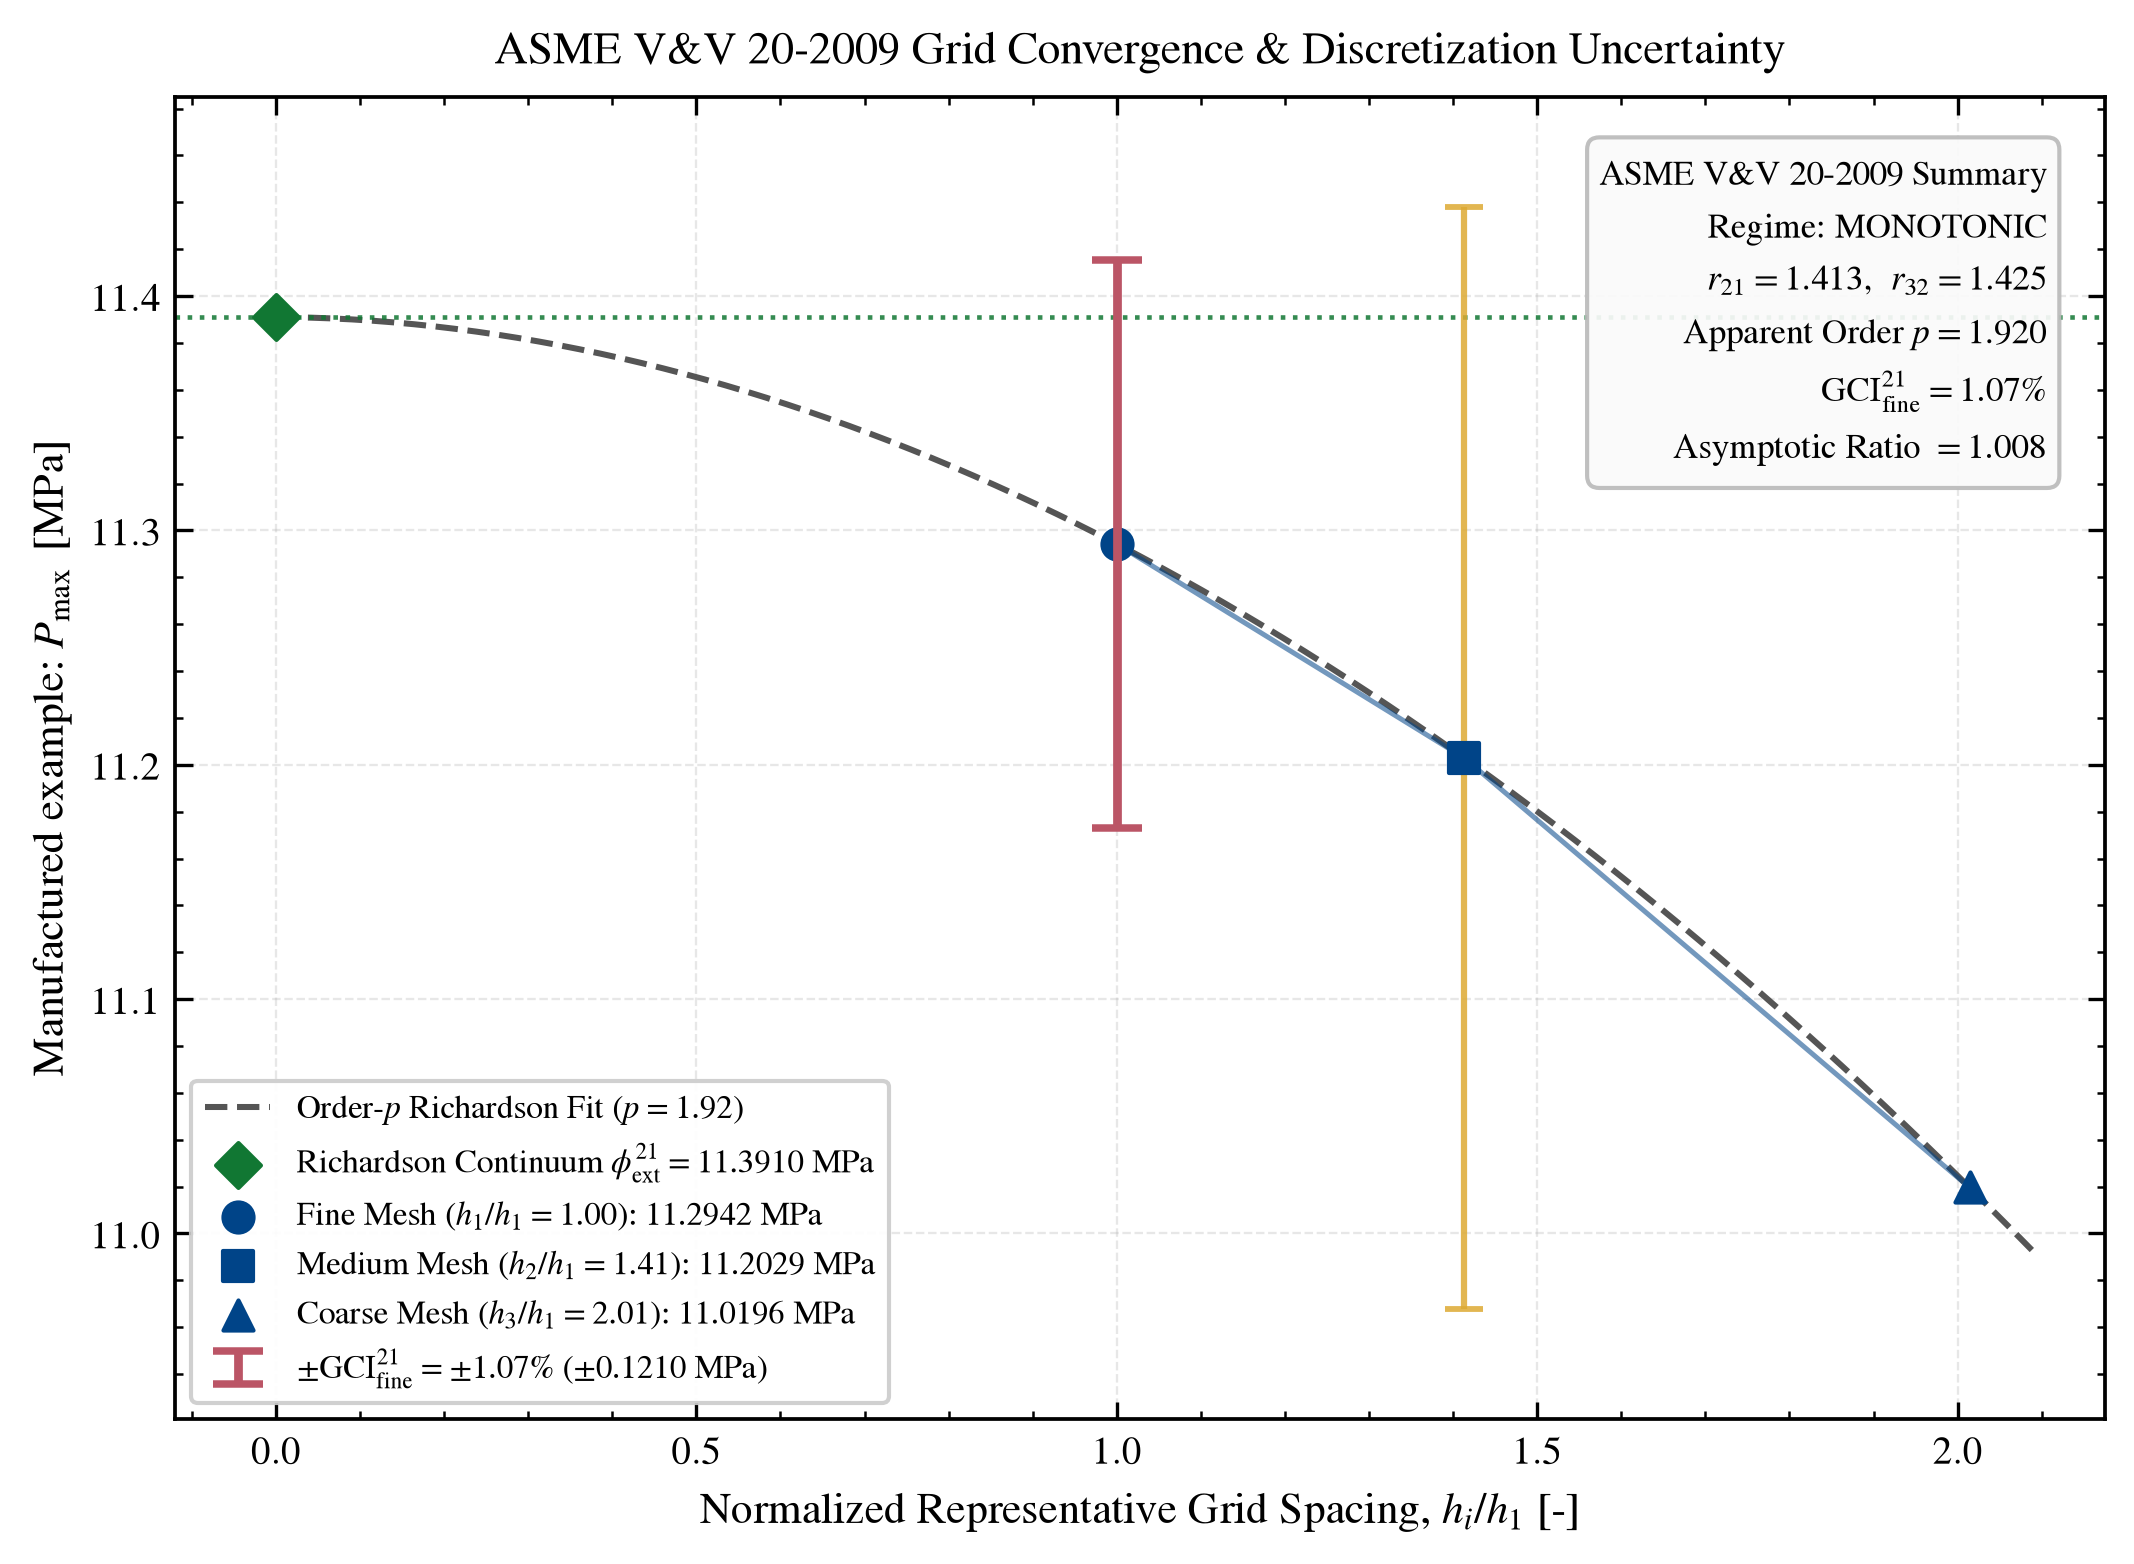 ASME V&V 20-2009 Grid Convergence & Discretization Uncertainty
ASME V&V 20-2009 Summary
Regime: MONOTONIC
r₂₁ = 1.413, r₃₂ = 1.425
Apparent Order p = 1.920
GCI²¹_fine = 1.07%
Asymptotic Ratio = 1.008
Manufactured example: P_max [MPa]
11.4
11.3
11.2
11.1
11.0
Order-p Richardson Fit (p = 1.92)
Richardson Continuum ϕ²¹_ext = 11.3910 MPa
Fine Mesh (h₁/h₁ = 1.00): 11.2942 MPa
Medium Mesh (h₂/h₁ = 1.41): 11.2029 MPa
Coarse Mesh (h₃/h₁ = 2.01): 11.0196 MPa
±GCI²¹_fine = ±1.07% (±0.1210 MPa)
0.0 0.5 1.0 1.5 2.0
Normalized Representative Grid Spacing, hᵢ/h₁ [-]